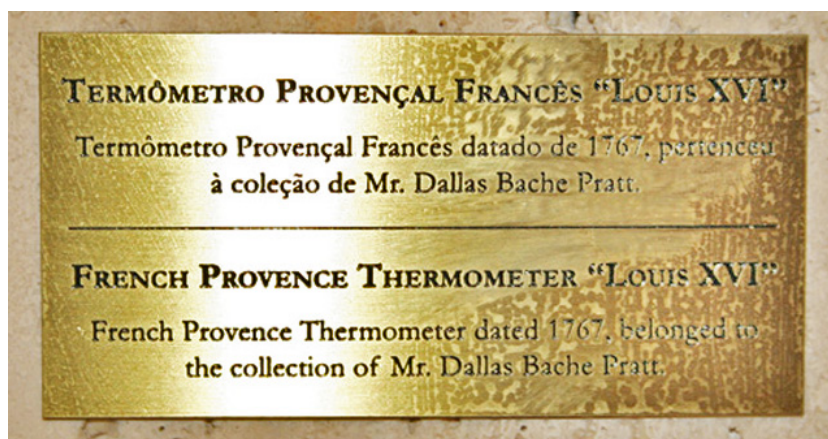 TERMÔMETRO PROVENÇAL FRANCÊS “LOUIS XVI”
Termômetro Provençal Francês datado de 1767, pertenceu
à coleção de Mr. Dallas Bache Pratt.
FRENCH PROVENCE THERMOMETER “LOUIS XVI”
French Provence Thermometer dated 1767, belonged to
the collection of Mr. Dallas Bache Pratt.